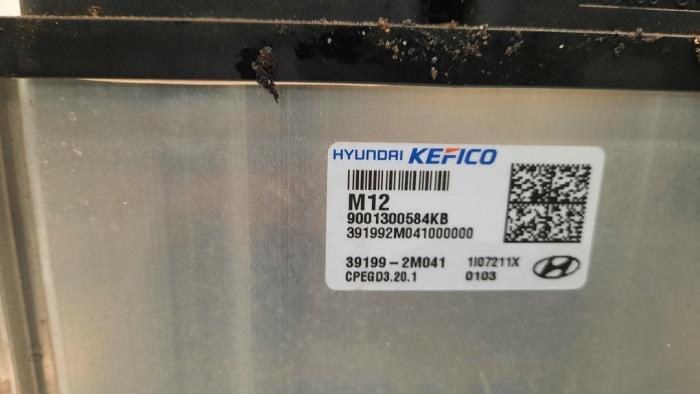 HYUNDAI KEFICO
M12
9001300584KB
391992M041000000
39199-2M041 1I07211X
CPEGD3.20.1 0103